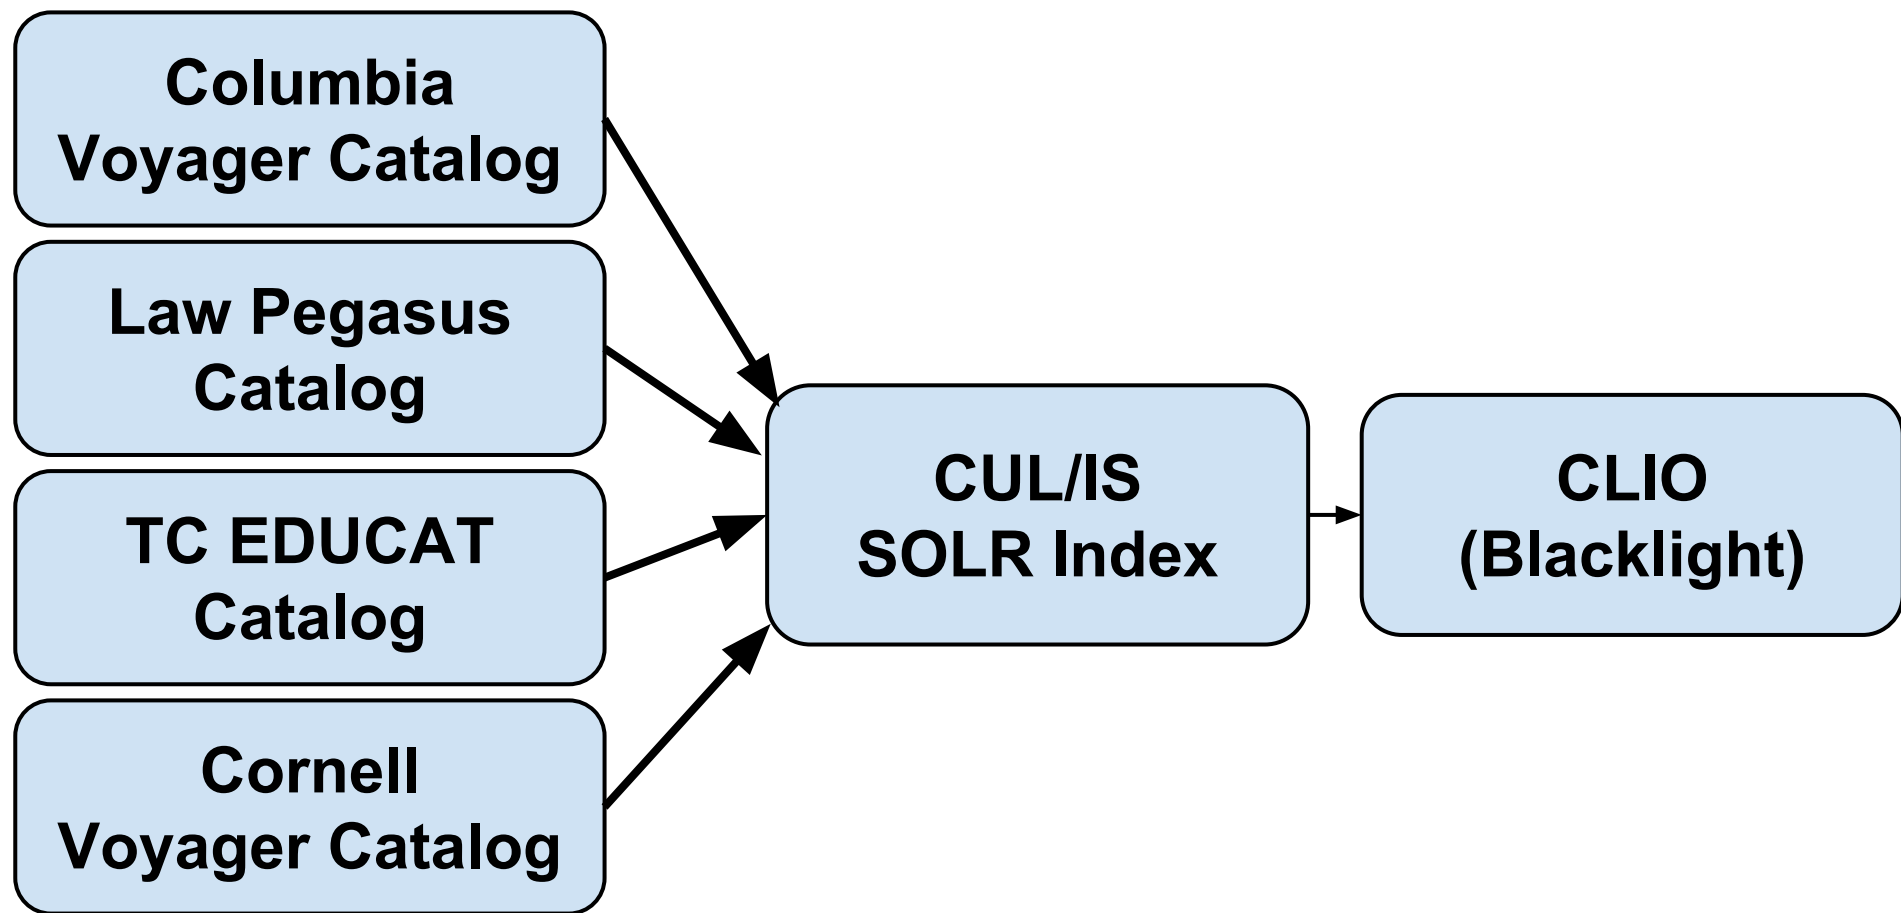 Columbia
Voyager Catalog
Law Pegasus
Catalog
TC EDUCAT
Catalog
Cornell
Voyager Catalog
CUL/IS
SOLR Index
CLIO
(Blacklight)